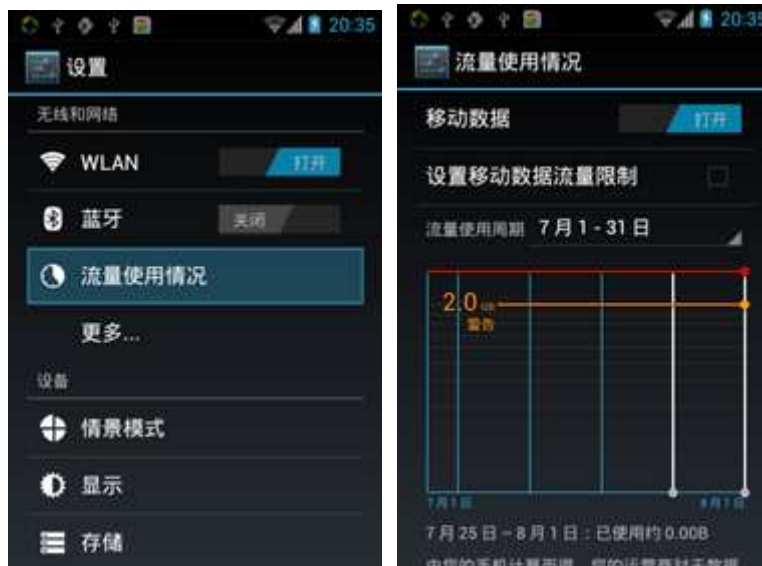 20:35
设置
无线和网络
WLAN 打开
蓝牙 关闭
流量使用情况
更多...
设备
情景模式
显示
存储
20:35
流量使用情况
移动数据 打开
设置移动数据流量限制
流量使用周期 7月1-31日
2.0 GB
警告
7月1日 8月1日
7月25日-8月1日：已使用约0.00B